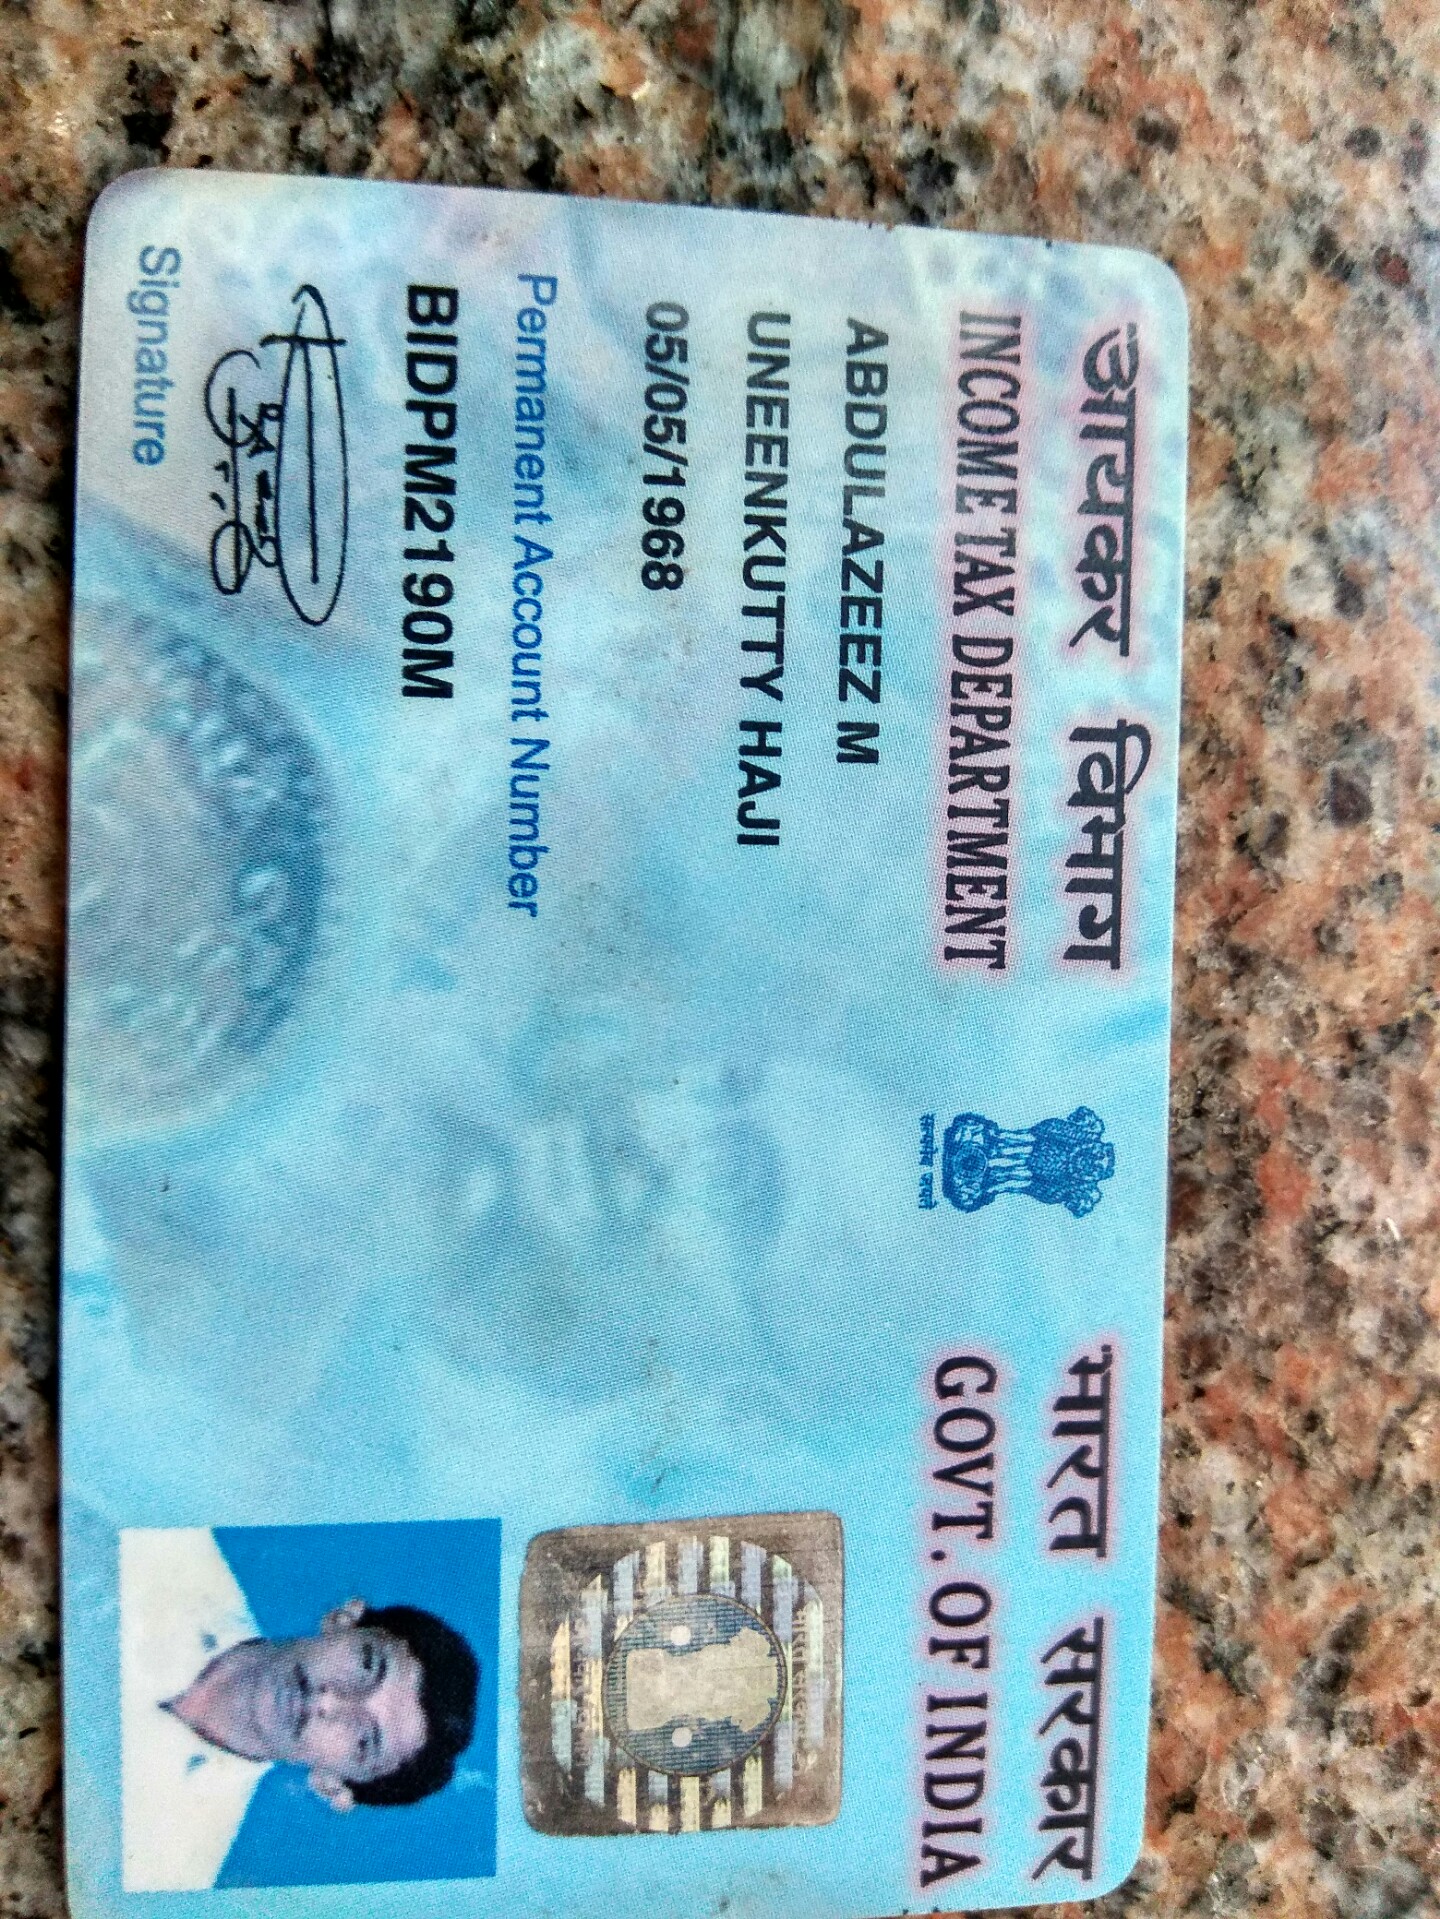 आयकर विभाग
INCOME TAX DEPARTMENT
सत्यमेव जयते
भारत सरकार
GOVT. OF INDIA
ABDULAZEEZ M
UNEENKUTTY HAJI
05/05/1968
Permanent Account Number
BIDPM2190M
Signature